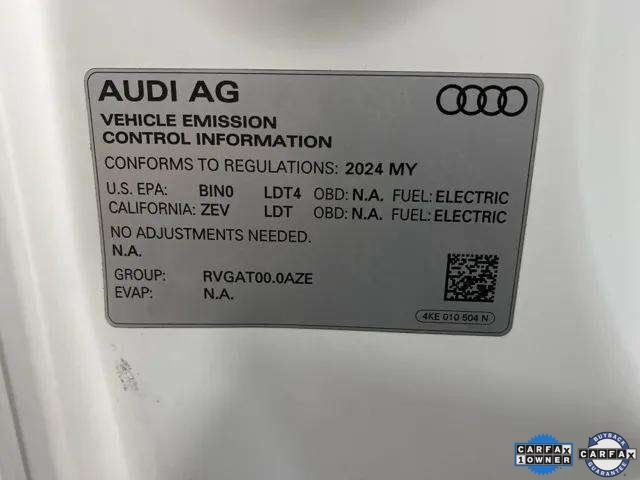 AUDI AG
VEHICLE EMISSION
CONTROL INFORMATION
CONFORMS TO REGULATIONS: 2024 MY
U.S. EPA: BIN0 LDT4 OBD: N.A. FUEL: ELECTRIC
CALIFORNIA: ZEV LDT OBD: N.A. FUEL: ELECTRIC
NO ADJUSTMENTS NEEDED.
N.A.
GROUP: RVGAT00.0AZE
EVAP: N.A.
4KE 010 504 N
CARFAX
1 OWNER
BUYBACK
CARFAX
GUARANTEE